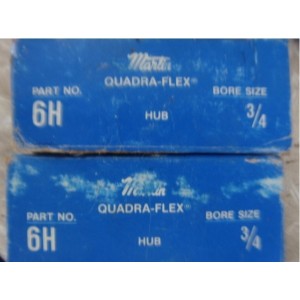 Martin
QUADRA-FLEX®
PART NO. BORE SIZE
6H HUB 3/4
Martin
QUADRA-FLEX®
PART NO. BORE SIZE
6H HUB 3/4